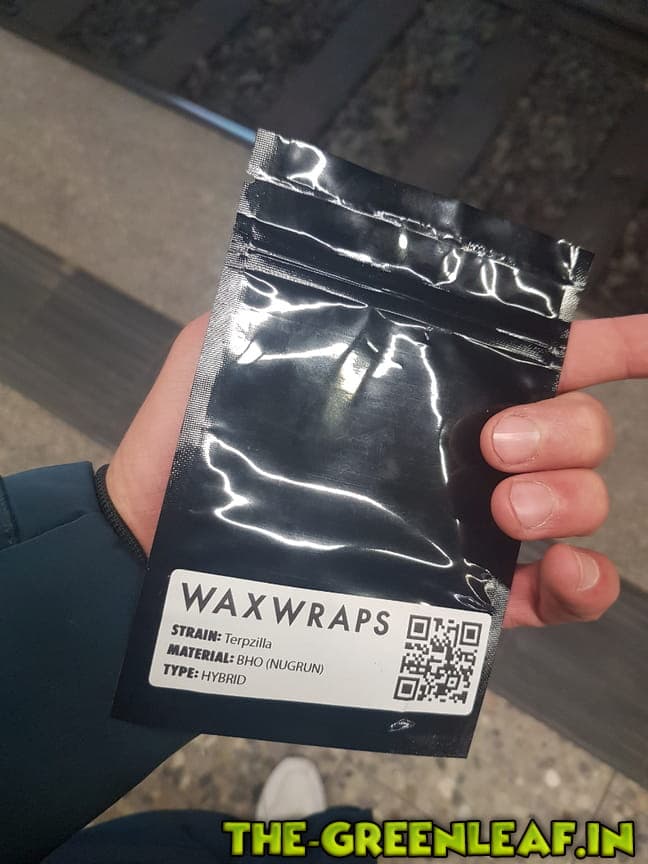 WAXWRAPS
STRAIN: Terpzilla
MATERIAL: BHO (NUGRUN)
TYPE: HYBRID
THE-GREENLEAF.IN